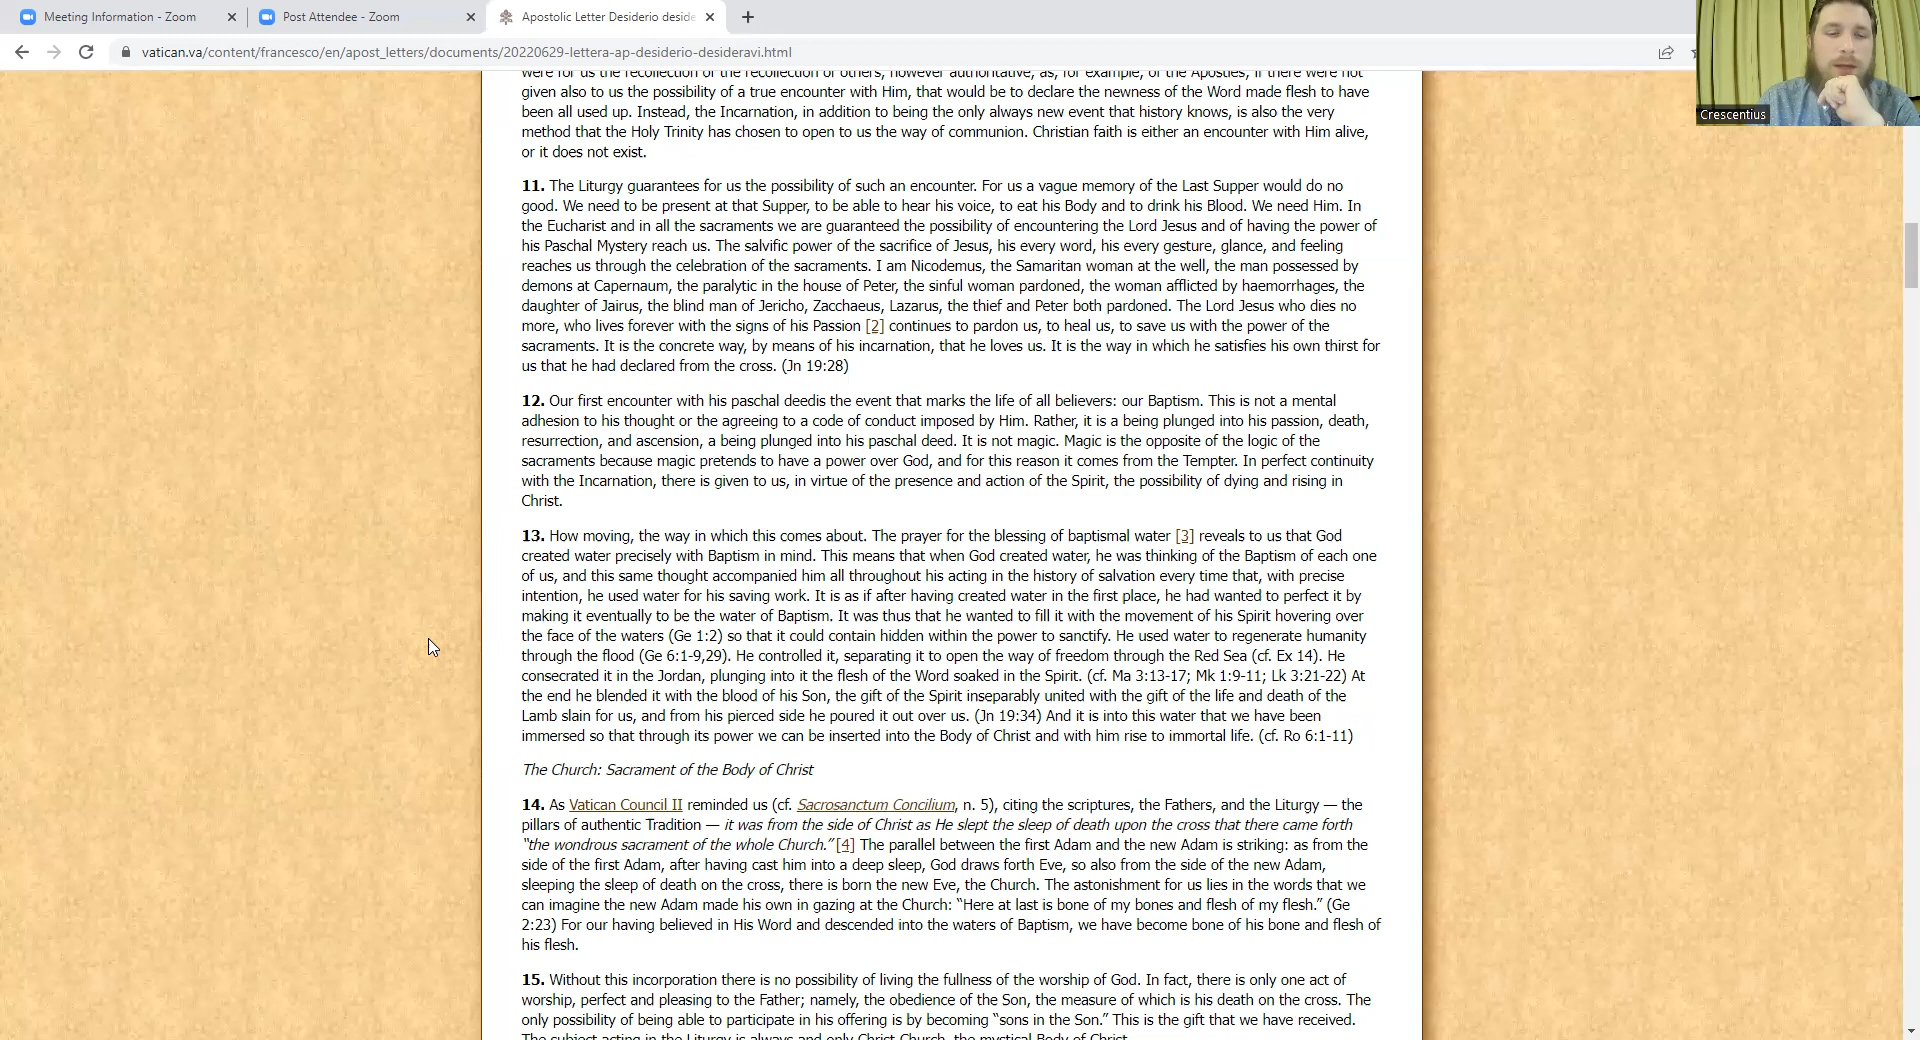 Meeting Information - Zoom
Post Attendee - Zoom
Apostolic Letter Desiderio deside
vatican.va/content/francesco/en/apost_letters/documents/20220629-lettera-ap-desiderio-desideravi.html
Crescentius
were for us the recollection of the recollection of others, however authoritative, as, for example, of the Apostles, if there were not
given also to us the possibility of a true encounter with Him, that would be to declare the newness of the Word made flesh to have
been all used up. Instead, the Incarnation, in addition to being the only always new event that history knows, is also the very
method that the Holy Trinity has chosen to open to us the way of communion. Christian faith is either an encounter with Him alive,
or it does not exist.
11. The Liturgy guarantees for us the possibility of such an encounter. For us a vague memory of the Last Supper would do no
good. We need to be present at that Supper, to be able to hear his voice, to eat his Body and to drink his Blood. We need Him. In
the Eucharist and in all the sacraments we are guaranteed the possibility of encountering the Lord Jesus and of having the power of
his Paschal Mystery reach us. The salvific power of the sacrifice of Jesus, his every word, his every gesture, glance, and feeling
reaches us through the celebration of the sacraments. I am Nicodemus, the Samaritan woman at the well, the man possessed by
demons at Capernaum, the paralytic in the house of Peter, the sinful woman pardoned, the woman afflicted by haemorrhages, the
daughter of Jairus, the blind man of Jericho, Zacchaeus, Lazarus, the thief and Peter both pardoned. The Lord Jesus who dies no
more, who lives forever with the signs of his Passion [2] continues to pardon us, to heal us, to save us with the power of the
sacraments. It is the concrete way, by means of his incarnation, that he loves us. It is the way in which he satisfies his own thirst for
us that he had declared from the cross. (Jn 19:28)
12. Our first encounter with his paschal deedis the event that marks the life of all believers: our Baptism. This is not a mental
adhesion to his thought or the agreeing to a code of conduct imposed by Him. Rather, it is a being plunged into his passion, death,
resurrection, and ascension, a being plunged into his paschal deed. It is not magic. Magic is the opposite of the logic of the
sacraments because magic pretends to have a power over God, and for this reason it comes from the Tempter. In perfect continuity
with the Incarnation, there is given to us, in virtue of the presence and action of the Spirit, the possibility of dying and rising in
Christ.
13. How moving, the way in which this comes about. The prayer for the blessing of baptismal water [3] reveals to us that God
created water precisely with Baptism in mind. This means that when God created water, he was thinking of the Baptism of each one
of us, and this same thought accompanied him all throughout his acting in the history of salvation every time that, with precise
intention, he used water for his saving work. It is as if after having created water in the first place, he had wanted to perfect it by
making it eventually to be the water of Baptism. It was thus that he wanted to fill it with the movement of his Spirit hovering over
the face of the waters (Ge 1:2) so that it could contain hidden within the power to sanctify. He used water to regenerate humanity
through the flood (Ge 6:1-9,29). He controlled it, separating it to open the way of freedom through the Red Sea (cf. Ex 14). He
consecrated it in the Jordan, plunging into it the flesh of the Word soaked in the Spirit. (cf. Ma 3:13-17; Mk 1:9-11; Lk 3:21-22) At
the end he blended it with the blood of his Son, the gift of the Spirit inseparably united with the gift of the life and death of the
Lamb slain for us, and from his pierced side he poured it out over us. (Jn 19:34) And it is into this water that we have been
immersed so that through its power we can be inserted into the Body of Christ and with him rise to immortal life. (cf. Ro 6:1-11)
The Church: Sacrament of the Body of Christ
14. As Vatican Council II reminded us (cf. Sacrosanctum Concilium, n. 5), citing the scriptures, the Fathers, and the Liturgy — the
pillars of authentic Tradition — it was from the side of Christ as He slept the sleep of death upon the cross that there came forth
“the wondrous sacrament of the whole Church.” [4] The parallel between the first Adam and the new Adam is striking: as from the
side of the first Adam, after having cast him into a deep sleep, God draws forth Eve, so also from the side of the new Adam,
sleeping the sleep of death on the cross, there is born the new Eve, the Church. The astonishment for us lies in the words that we
can imagine the new Adam made his own in gazing at the Church: “Here at last is bone of my bones and flesh of my flesh.” (Ge
2:23) For our having believed in His Word and descended into the waters of Baptism, we have become bone of his bone and flesh of
his flesh.
15. Without this incorporation there is no possibility of living the fullness of the worship of God. In fact, there is only one act of
worship, perfect and pleasing to the Father; namely, the obedience of the Son, the measure of which is his death on the cross. The
only possibility of being able to participate in his offering is by becoming “sons in the Son.” This is the gift that we have received.
The subject acting in the Liturgy is always and only Christ-Church, the mystical Body of Christ.